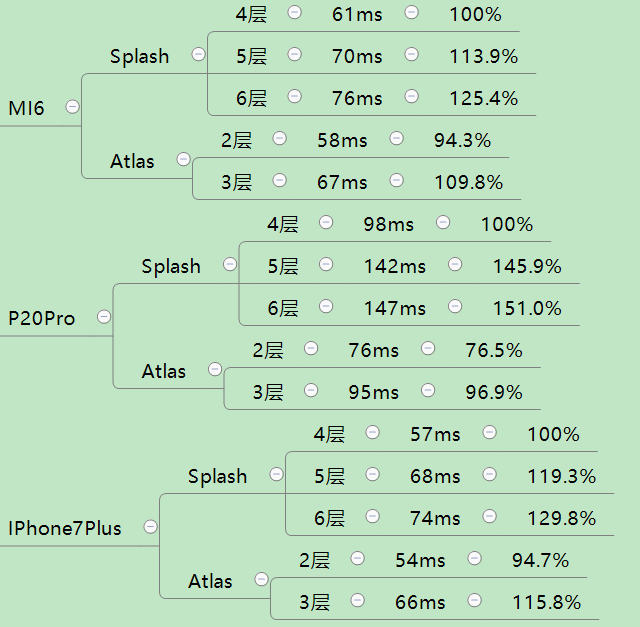 MI6
Splash
4层 61ms 100%
5层 70ms 113.9%
6层 76ms 125.4%
Atlas
2层 58ms 94.3%
3层 67ms 109.8%
P20Pro
Splash
4层 98ms 100%
5层 142ms 145.9%
6层 147ms 151.0%
Atlas
2层 76ms 76.5%
3层 95ms 96.9%
IPhone7Plus
Splash
4层 57ms 100%
5层 68ms 119.3%
6层 74ms 129.8%
Atlas
2层 54ms 94.7%
3层 66ms 115.8%